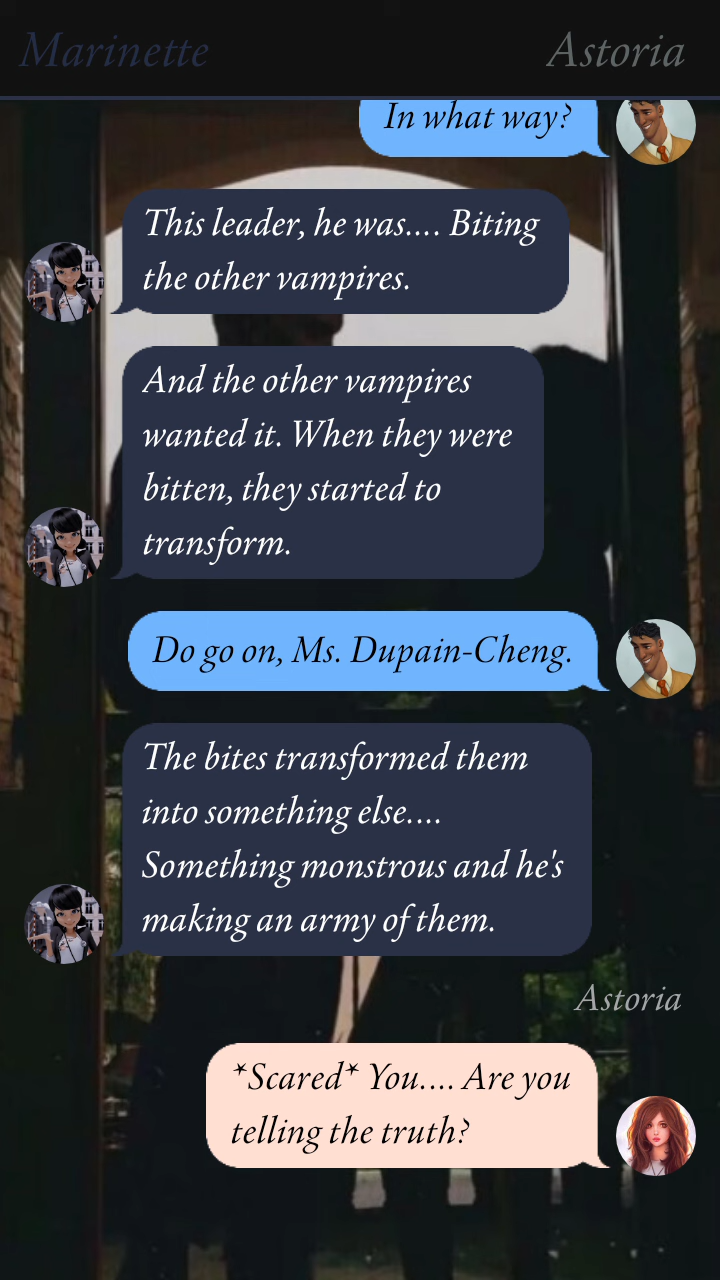 Marinette
Astoria
In what way?
This leader, he was.... Biting
the other vampires.
And the other vampires
wanted it. When they were
bitten, they started to
transform.
Do go on, Ms. Dupain-Cheng.
The bites transformed them
into something else....
Something monstrous and he's
making an army of them.
Astoria
*Scared* You.... Are you
telling the truth?